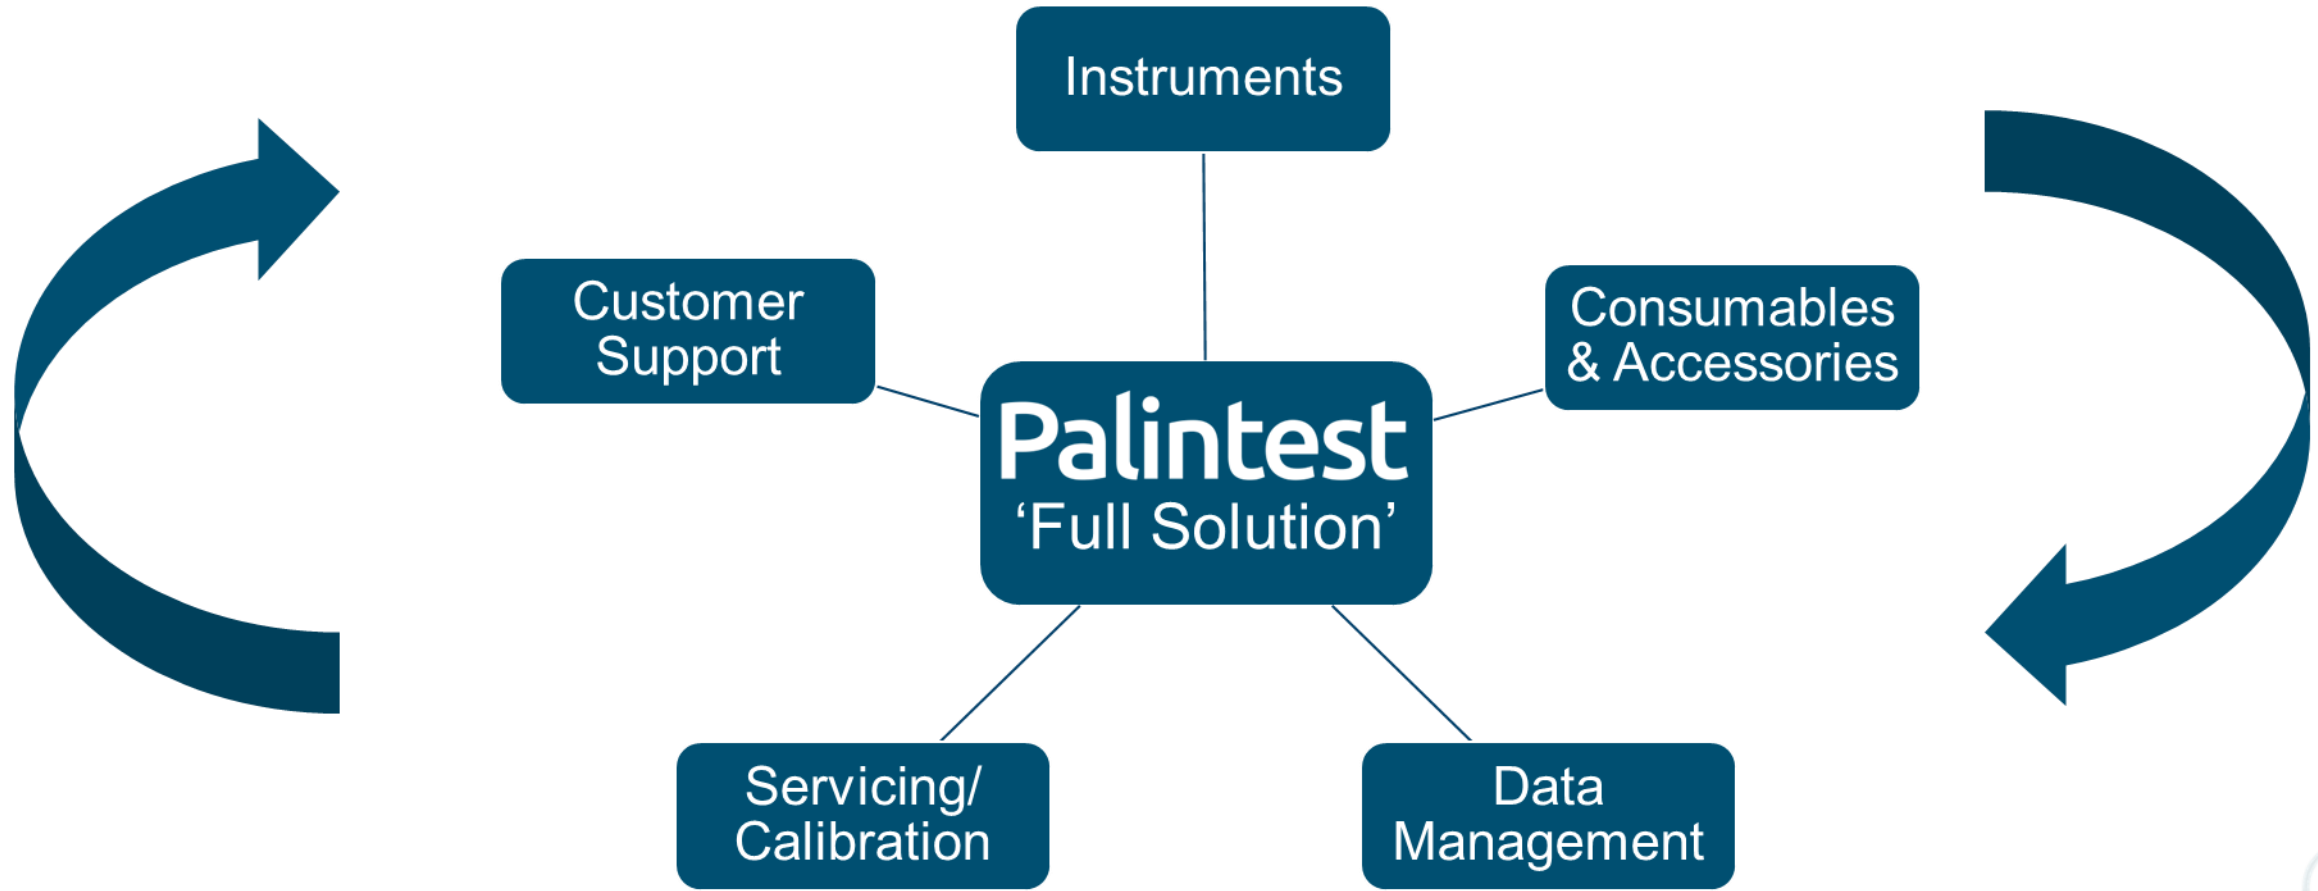 Instruments
Customer
Support
Consumables
& Accessories
Palintest
‘Full Solution’
Servicing/
Calibration
Data
Management